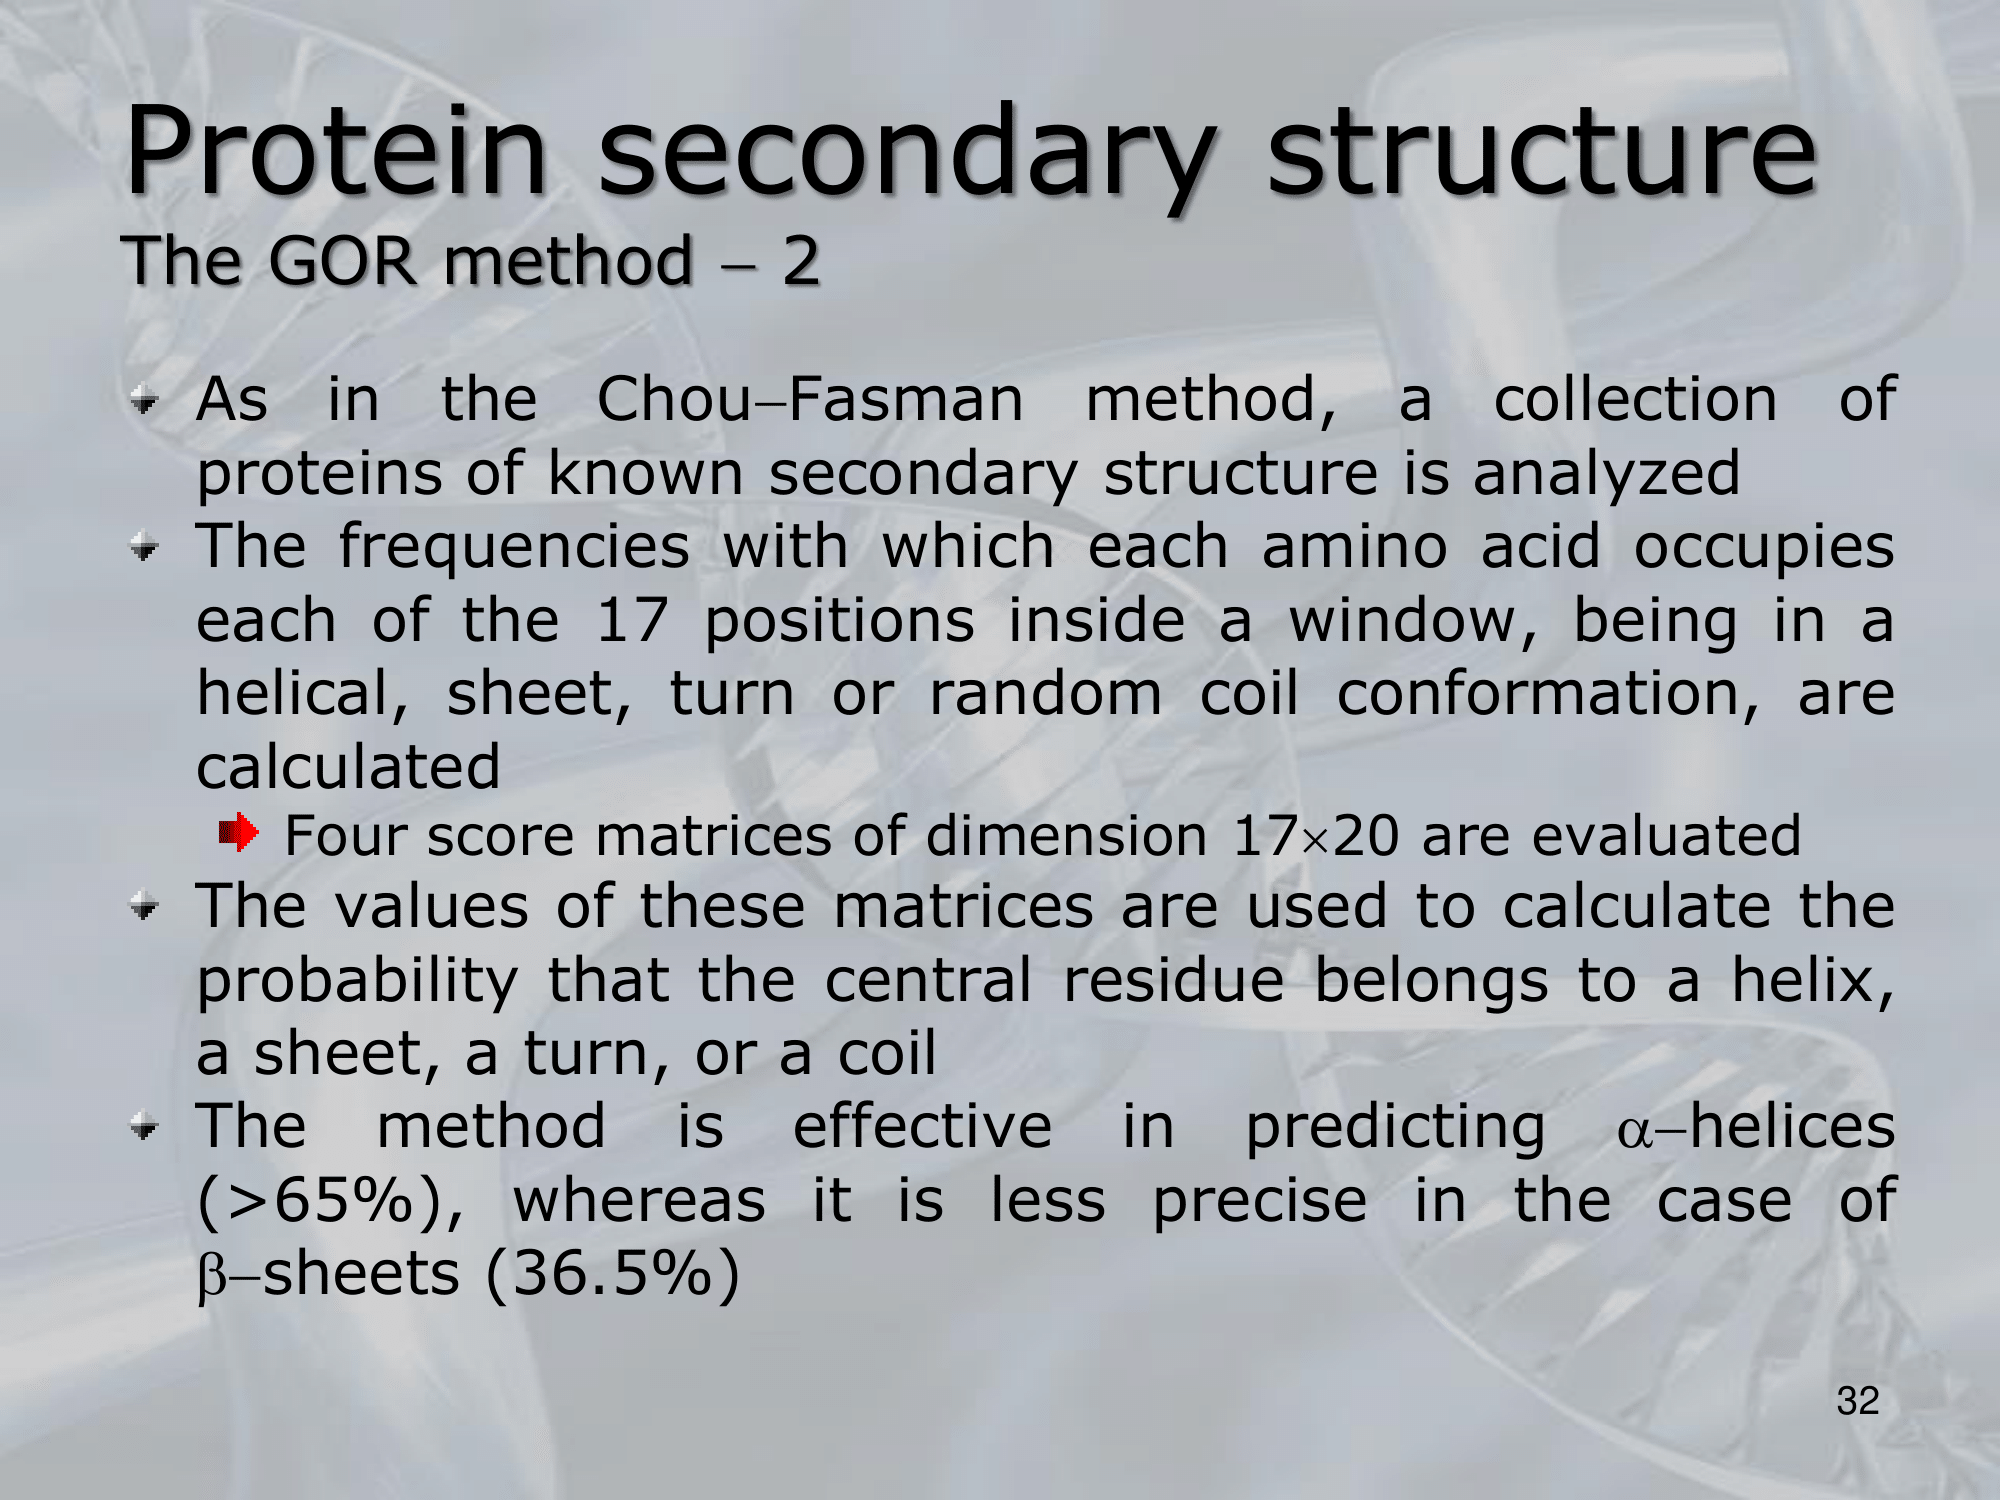 Protein secondary structure
The GOR method – 2
As in the Chou–Fasman method, a collection of
proteins of known secondary structure is analyzed
The frequencies with which each amino acid occupies
each of the 17 positions inside a window, being in a
helical, sheet, turn or random coil conformation, are
calculated
Four score matrices of dimension 17×20 are evaluated
The values of these matrices are used to calculate the
probability that the central residue belongs to a helix,
a sheet, a turn, or a coil
The method is effective in predicting α–helices
(>65%), whereas it is less precise in the case of
β–sheets (36.5%)
32